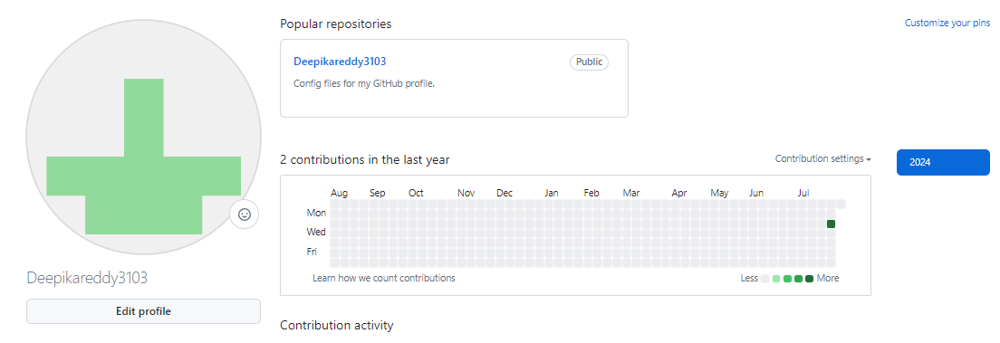 Popular repositories
Customize your pins
Deepikareddy3103 Public
Config files for my GitHub profile.
2 contributions in the last year
Contribution settings
2024
Aug Sep Oct Nov Dec Jan Feb Mar Apr May Jun Jul
Mon
Wed
Fri
Learn how we count contributions
Less More
Deepikareddy3103
Edit profile
Contribution activity